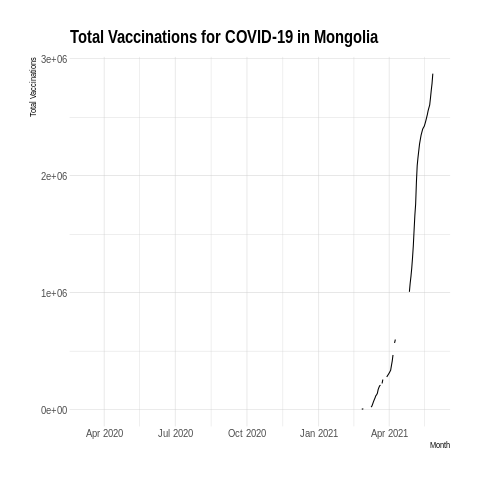 Total Vaccinations for COVID-19 in Mongolia
Total Vaccinations
3e+06
2e+06
1e+06
0e+00
Apr 2020 Jul 2020 Oct 2020 Jan 2021 Apr 2021
Month